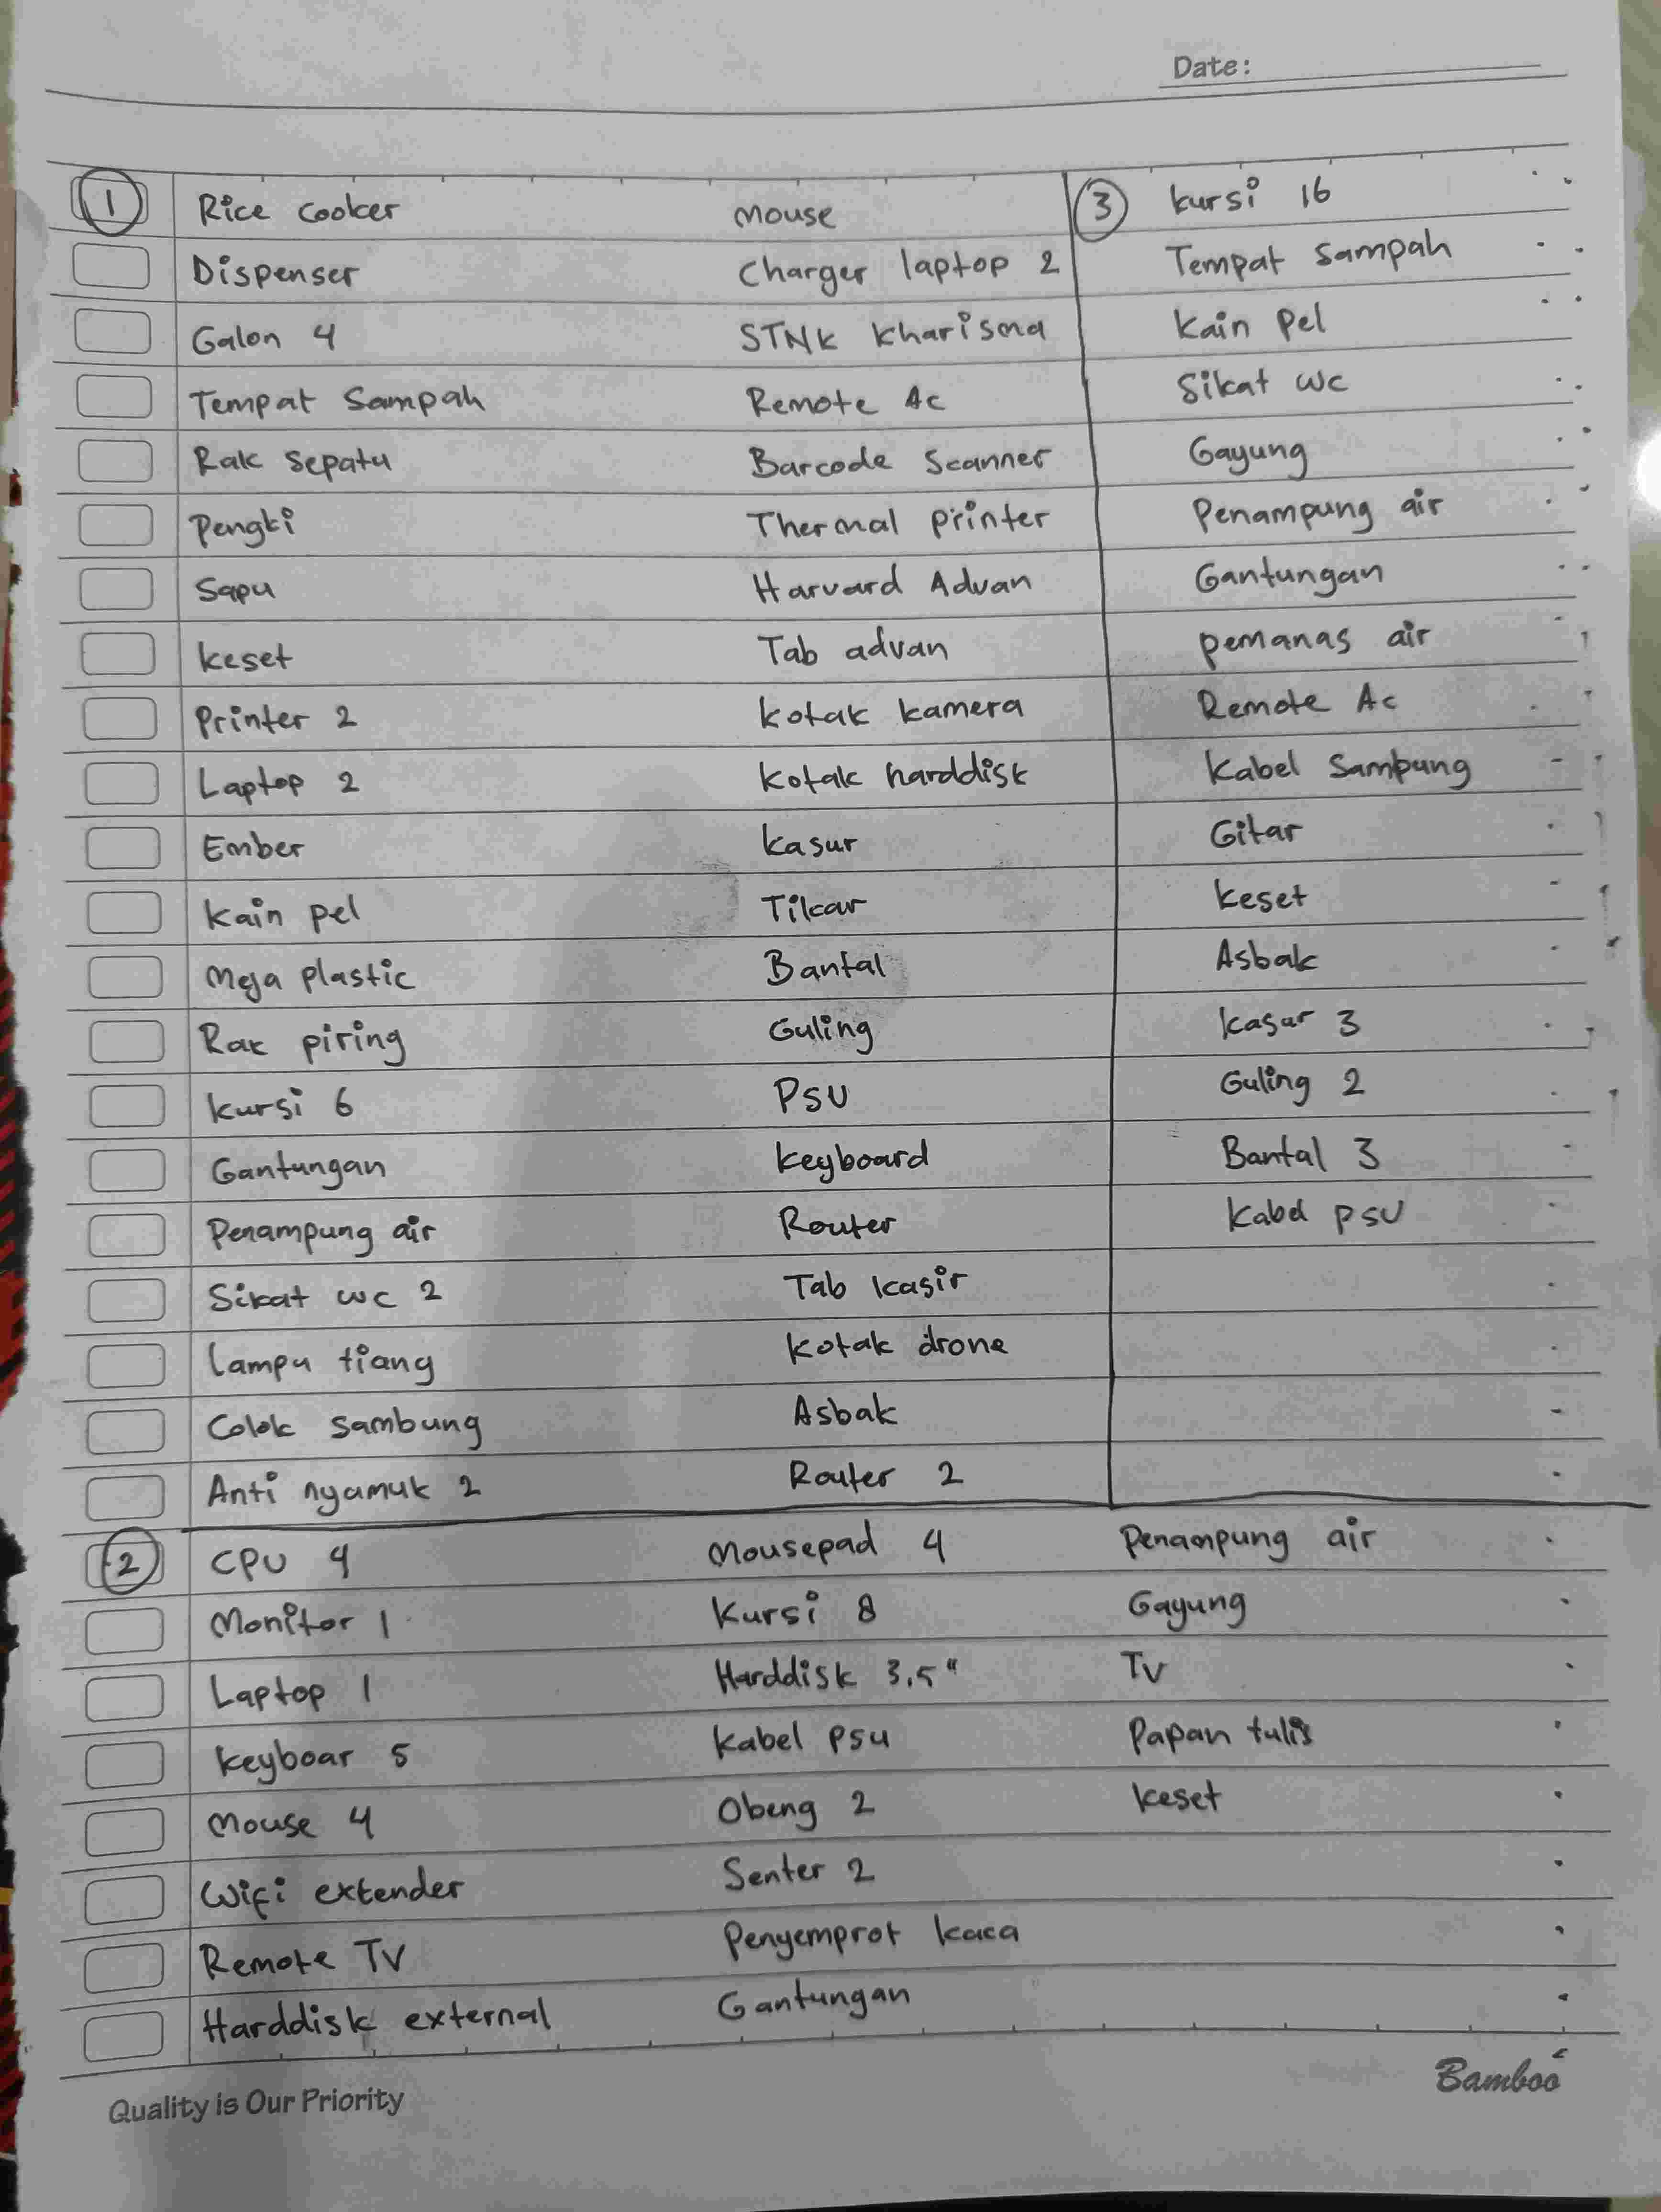 Date:
1
Rice cooker
Dispenser
Galon 4
Tempat Sampah
Rak Sepatu
Pengki
Sapu
keset
Printer 2
Laptop 2
Ember
Kain pel
Meja plastic
Rak piring
kursi 6
Gantungan
Penampung air
Sikat wc 2
Lampu tiang
Colok sambung
Anti nyamuk 2
mouse
Charger laptop 2
STNK Kharisma
Remote Ac
Barcode Scanner
Thermal printer
Harvard Advan
Tab advan
kotak kamera
Kotak harddisk
kasur
Tikar
Bantal
Guling
PSU
keyboard
Router
Tab kasir
Kotak drone
Asbak
Router 2
3
kursi 16
Tempat Sampah
Kain Pel
Sikat wc
Gayung
Penampung air
Gantungan
pemanas air
Remote Ac
Kabel Sambung
Gitar
keset
Asbak
Kasur 3
Guling 2
Bantal 3
Kabel PSU
2
CPU 4
Monitor 1
Laptop 1
keyboar 5
Mouse 4
Wifi extender
Remote TV
Harddisk external
Mousepad 4
Kursi 8
Harddisk 3,5"
Kabel Psu
Obeng 2
Senter 2
Penyemprot kaca
Gantungan
Penampung air
Gayung
TV
Papan tulis
keset
Quality is Our Priority
Bamboo